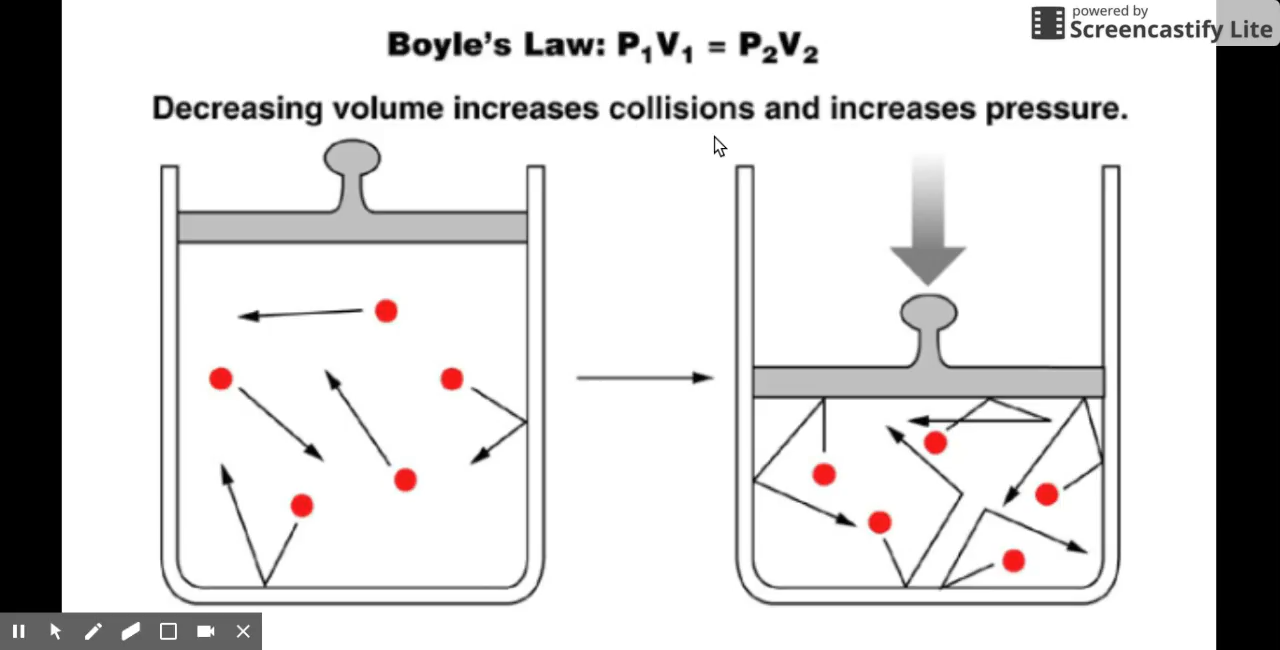 powered by
Screencastify Lite
Boyle's Law: P₁V₁ = P₂V₂
Decreasing volume increases collisions and increases pressure.